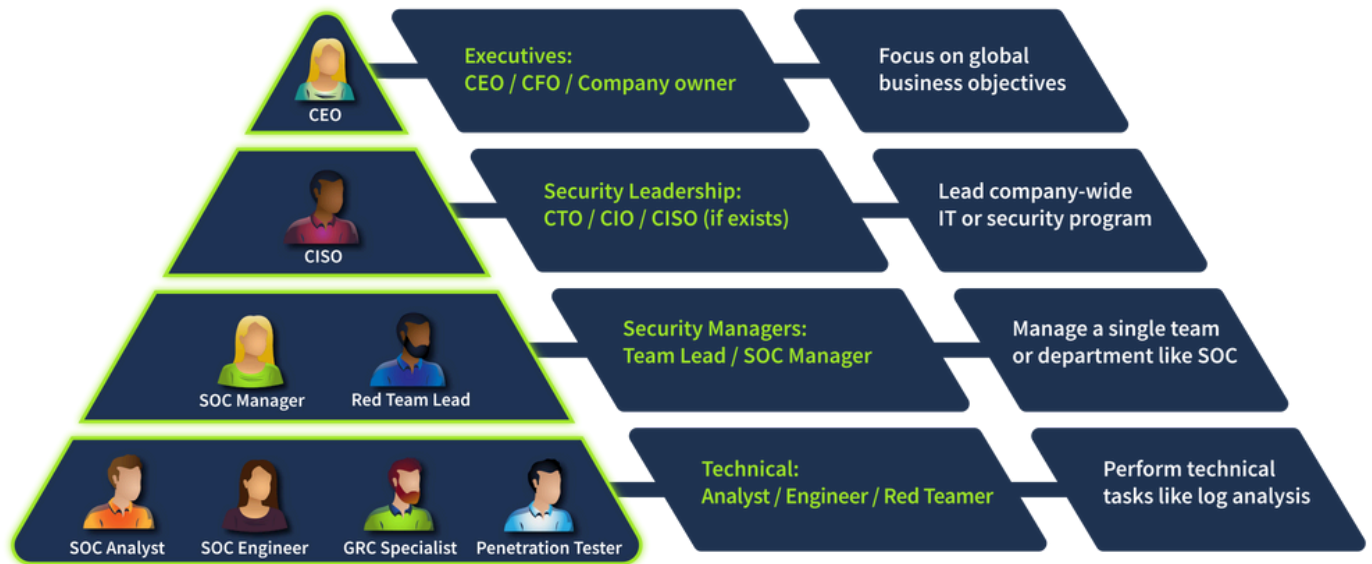 CEO
Executives:
CEO / CFO / Company owner
Focus on global
business objectives
CISO
Security Leadership:
CTO / CIO / CISO (if exists)
Lead company-wide
IT or security program
SOC Manager
Red Team Lead
Security Managers:
Team Lead / SOC Manager
Manage a single team
or department like SOC
SOC Analyst
SOC Engineer
GRC Specialist
Penetration Tester
Technical:
Analyst / Engineer / Red Teamer
Perform technical
tasks like log analysis